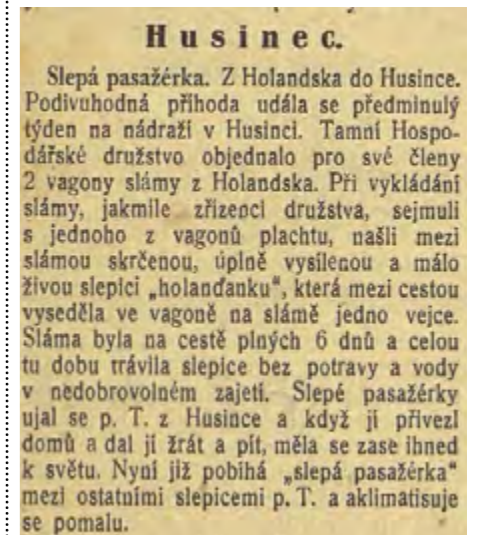 Husinec.
Slepá pasažérka. Z Holandska do Husince.
Podivuhodná příhoda udála se předminulý
týden na nádraží v Husinci. Tamní Hospo-
dářské družstvo objednalo pro své členy
2 vagony slámy z Holandska. Při vykládání
slámy, jakmile zřízenci družstva, sejmuli
s jednoho z vagonů plachtu, našli mezi
slámou skrčenou, úplně vysílenou a málo
živou slepici „holanďanku“, která mezi cestou
vyseděla ve vagoně na slámě jedno vejce.
Sláma byla na cestě plných 6 dnů a celou
tu dobu trávila slepice bez potravy a vody
v nedobrovolném zajetí. Slepé pasažérky
ujal se p. T. z Husince a když ji přivezl
domů a dal jí žrát a pít, měla se zase ihned
k světu. Nyní již pobíhá „slepá pasažérka“
mezi ostatními slepicemi p. T. a aklimatisuje
se pomalu.